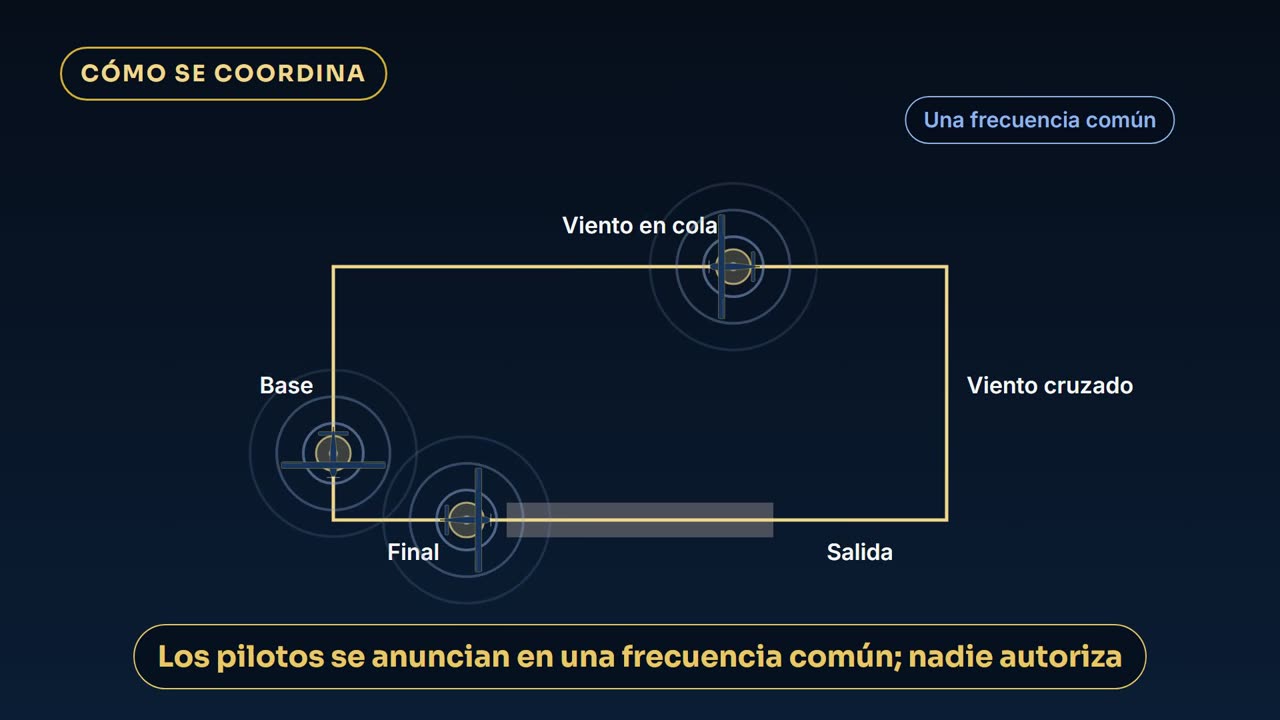 CÓMO SE COORDINA
Una frecuencia común
Viento en cola
Base
Viento cruzado
Final
Salida
Los pilotos se anuncian en una frecuencia común; nadie autoriza